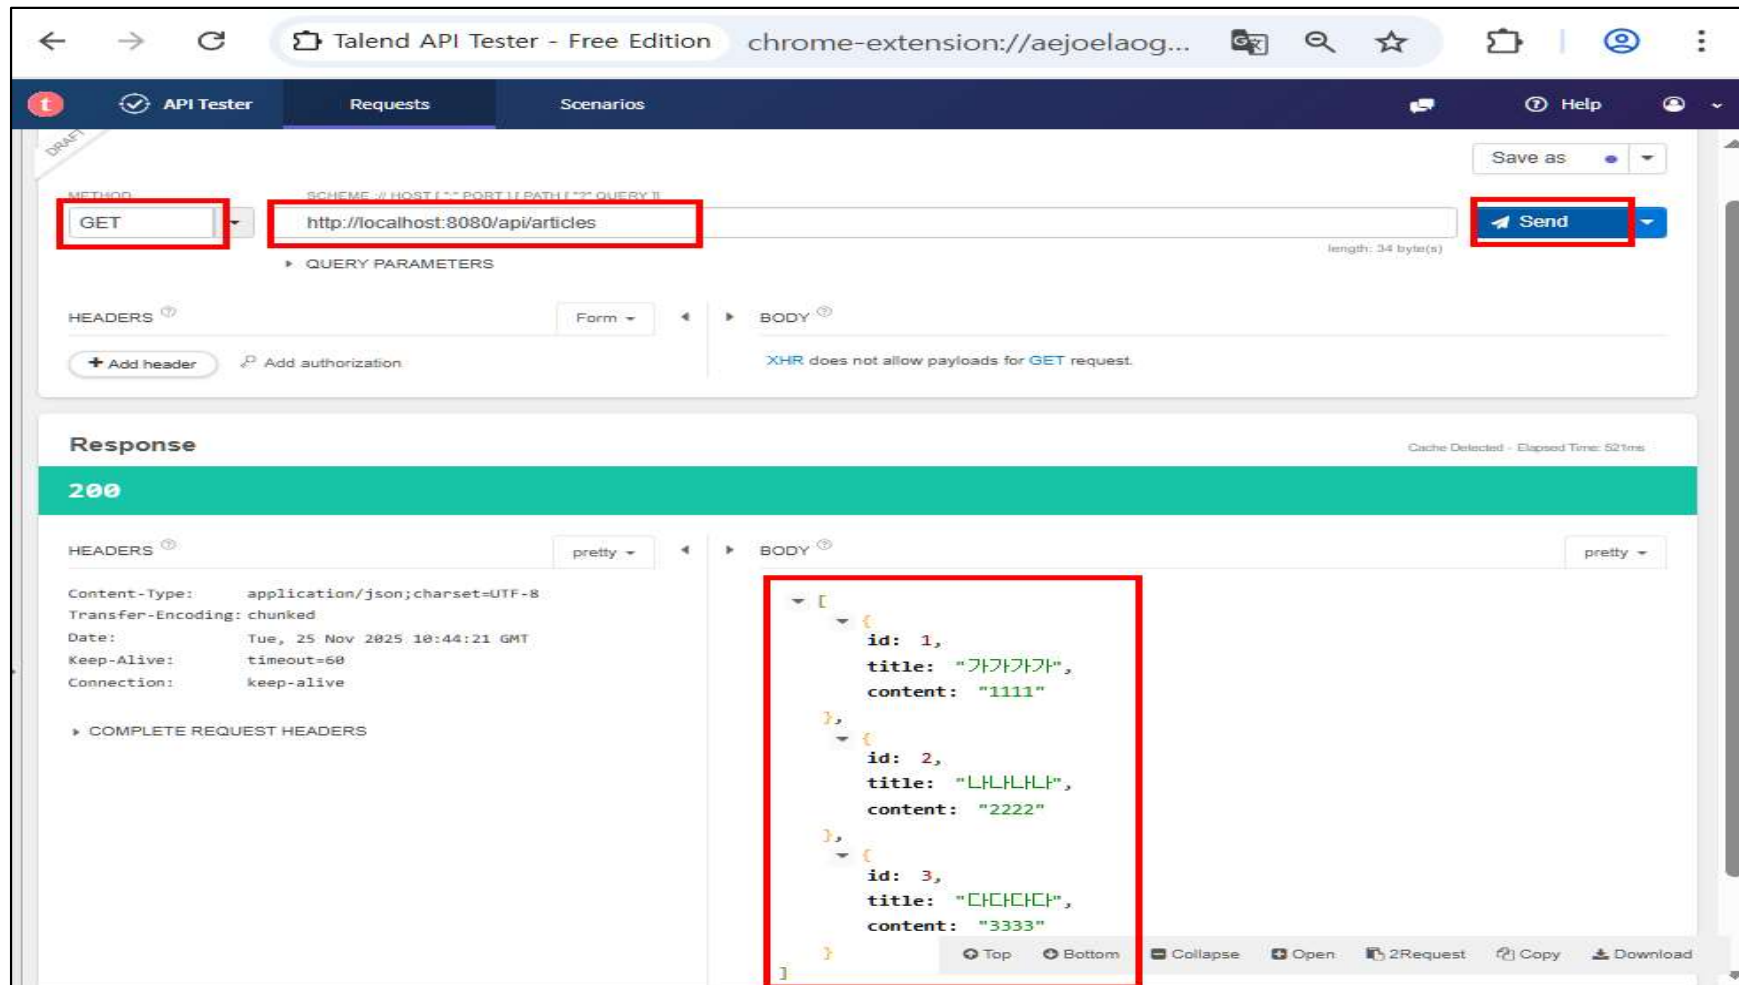 Talend API Tester - Free Edition chrome-extension://aejoelaog...
t API Tester Requests Scenarios Help
DRAFT
Save as
METHOD SCHEME :// HOST [ ":" PORT ] [ PATH [ "?" QUERY ]]
GET http://localhost:8080/api/articles Send
length: 34 byte(s)
QUERY PARAMETERS
HEADERS Form BODY
Add header Add authorization XHR does not allow payloads for GET request.
Response Cache Detected - Elapsed Time: 521ms
200
HEADERS pretty BODY pretty
Content-Type: application/json;charset=UTF-8
Transfer-Encoding: chunked
Date: Tue, 25 Nov 2025 10:44:21 GMT
Keep-Alive: timeout=60
Connection: keep-alive
COMPLETE REQUEST HEADERS
[
{
id: 1,
title: "가가가가",
content: "1111"
},
{
id: 2,
title: "나나나나",
content: "2222"
},
{
id: 3,
title: "다다다다",
content: "3333"
}
]
Top Bottom Collapse Open 2Request Copy Download